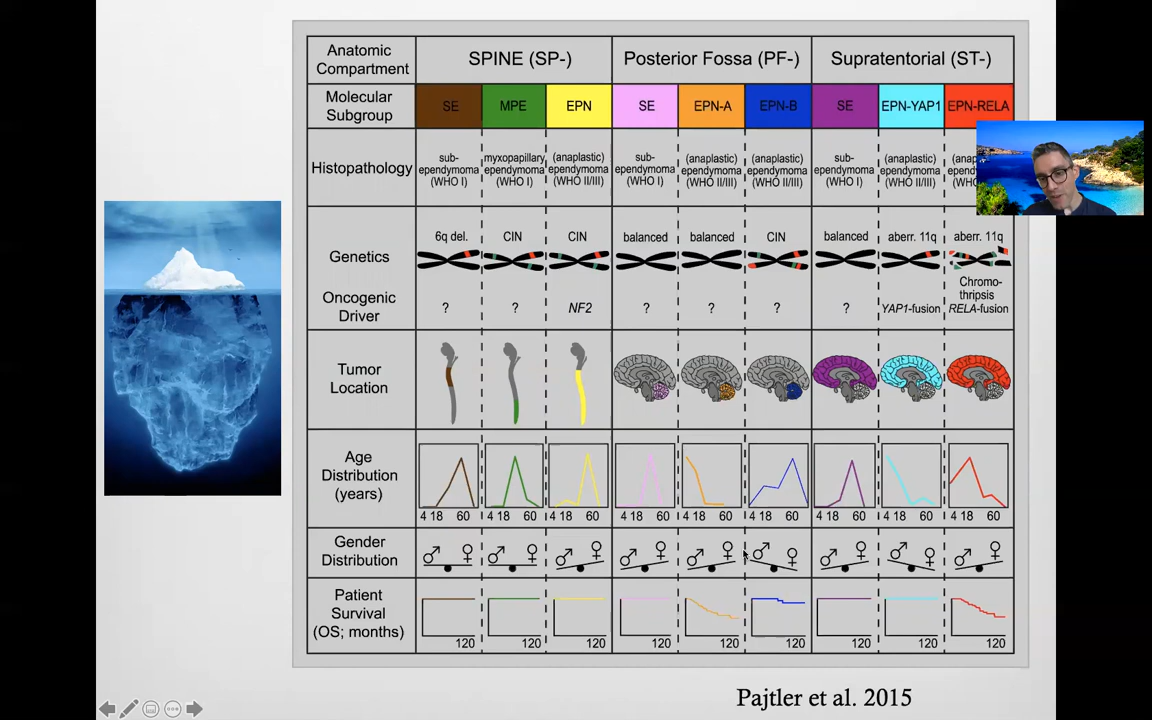 Anatomic
Compartment
SPINE (SP-)
Posterior Fossa (PF-)
Supratentorial (ST-)
Molecular
Subgroup
SE
MPE
EPN
SE
EPN-A
EPN-B
SE
EPN-YAP1
EPN-RELA
Histopathology
sub-
ependymoma
(WHO I)
myxopapillary
ependymoma
(WHO I)
(anaplastic)
ependymoma
(WHO II/III)
sub-
ependymoma
(WHO I)
(anaplastic)
ependymoma
(WHO II/III)
(anaplastic)
ependymoma
(WHO II/III)
sub-
ependymoma
(WHO I)
(anaplastic)
ependymoma
(WHO II/III)
Genetics
6q del.
CIN
CIN
balanced
balanced
CIN
balanced
aberr. 11q
aberr. 11q
Chromo-
thripsis
Oncogenic
Driver
?
?
NF2
?
?
?
?
YAP1-fusion
RELA-fusion
Tumor
Location
Age
Distribution
(years)
4 18 60
4 18 60
4 18 60
4 18 60
4 18 60
4 18 60
4 18 60
4 18 60
4 18 60
Gender
Distribution
♂ ♀
♂ ♀
♂ ♀
♂ ♀
♂ ♀
♂ ♀
♂ ♀
♂ ♀
♂ ♀
Patient
Survival
(OS; months)
120
120
120
120
120
120
120
120
120
Pajtler et al. 2015